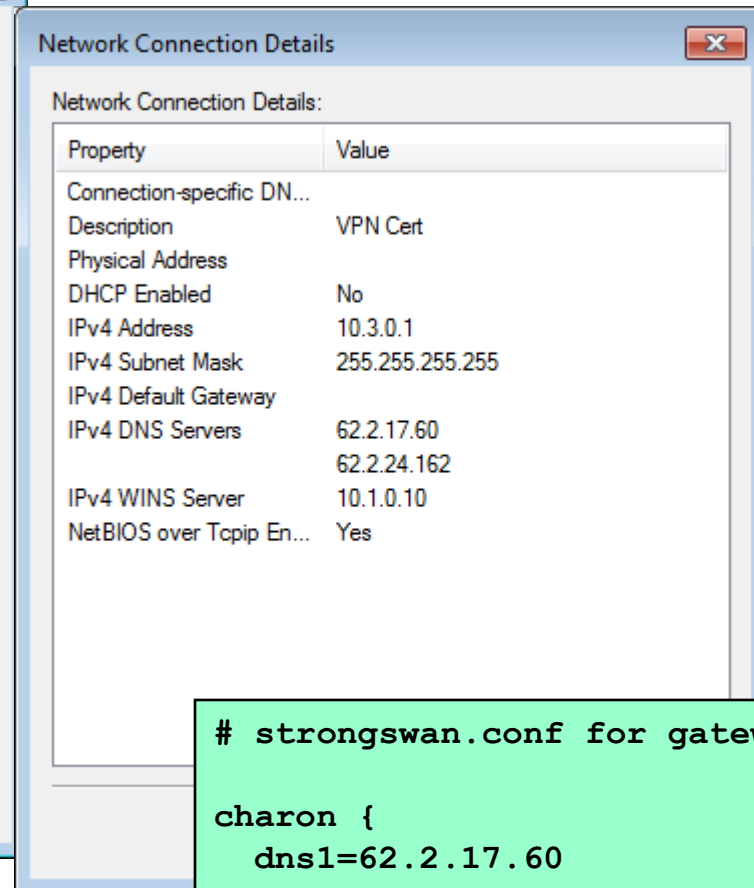 Network Connection Details
Network Connection Details:
Property Value
Connection-specific DN...
Description VPN Cert
Physical Address
DHCP Enabled No
IPv4 Address 10.3.0.1
IPv4 Subnet Mask 255.255.255.255
IPv4 Default Gateway
IPv4 DNS Servers 62.2.17.60
62.2.24.162
IPv4 WINS Server 10.1.0.10
NetBIOS over Tcpip En... Yes
# strongswan.conf for gatew
charon {
dns1=62.2.17.60